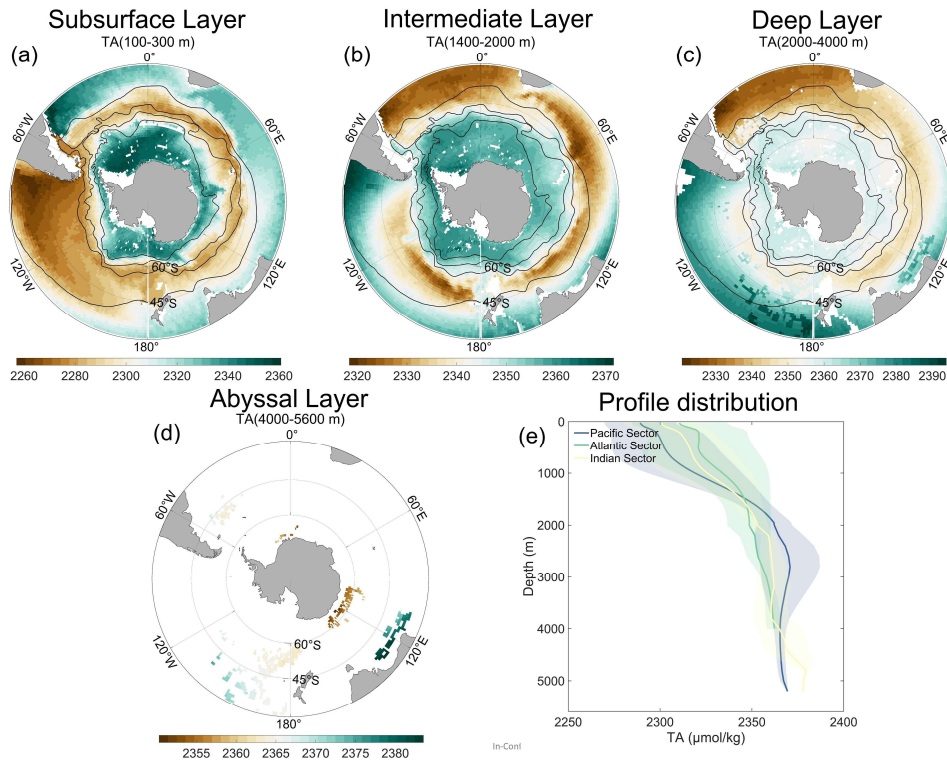 Subsurface Layer
TA(100-300 m)
(a)
0°
60°E
120°E
180°
120°W
60°W
60°S
45°S
2260 2280 2300 2320 2340 2360
Intermediate Layer
TA(1400-2000 m)
(b)
0°
60°E
120°E
180°
120°W
60°W
60°S
45°S
2320 2330 2340 2350 2360 2370
Deep Layer
TA(2000-4000 m)
(c)
0°
60°E
120°E
180°
120°W
60°W
60°S
45°S
2330 2340 2350 2360 2370 2380 2390
Abyssal Layer
TA(4000-5600 m)
(d)
0°
60°E
120°E
180°
120°W
60°W
60°S
45°S
2355 2360 2365 2370 2375 2380
Profile distribution
(e)
Pacific Sector
Atlantic Sector
Indian Sector
0
1000
2000
3000
4000
5000
Depth (m)
2250 2300 2350 2400
TA (μmol/kg)